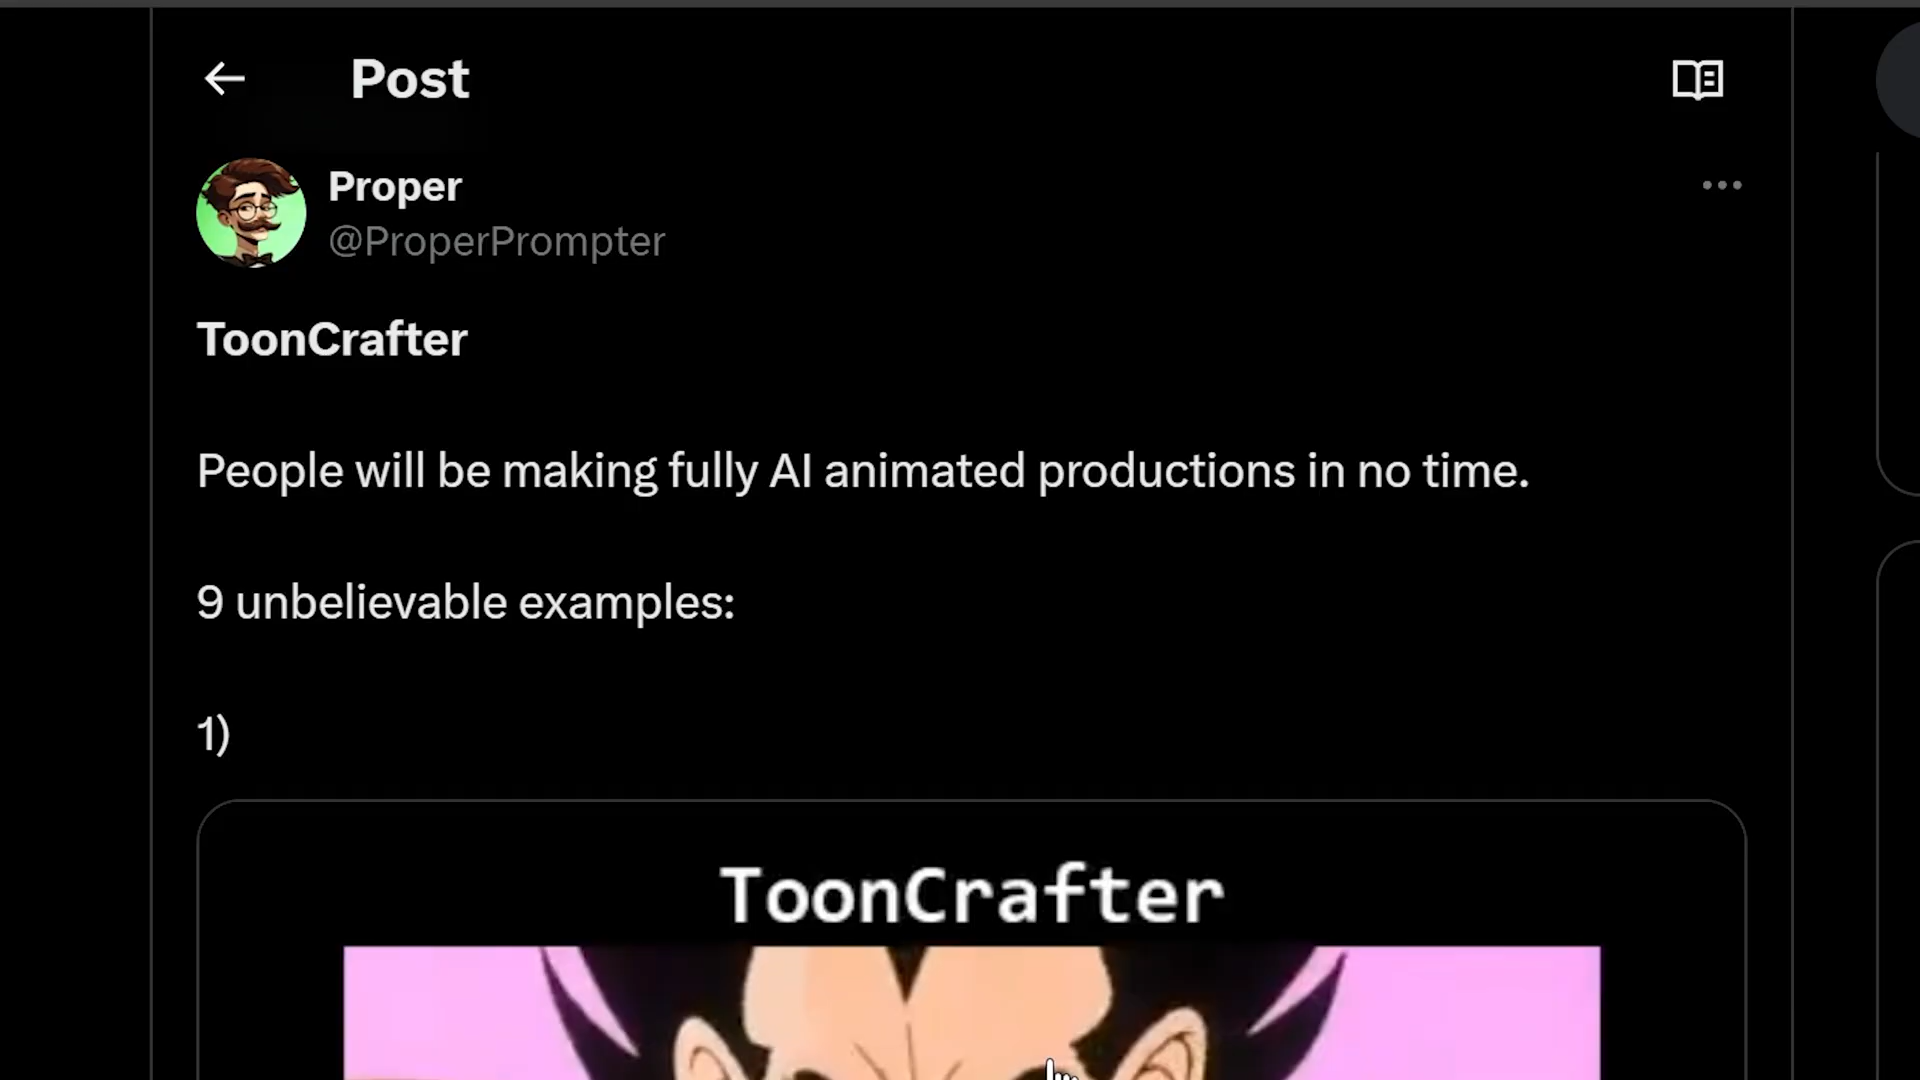 Post
Proper
@ProperPrompter
ToonCrafter
People will be making fully AI animated productions in no time.
9 unbelievable examples:
1)
ToonCrafter